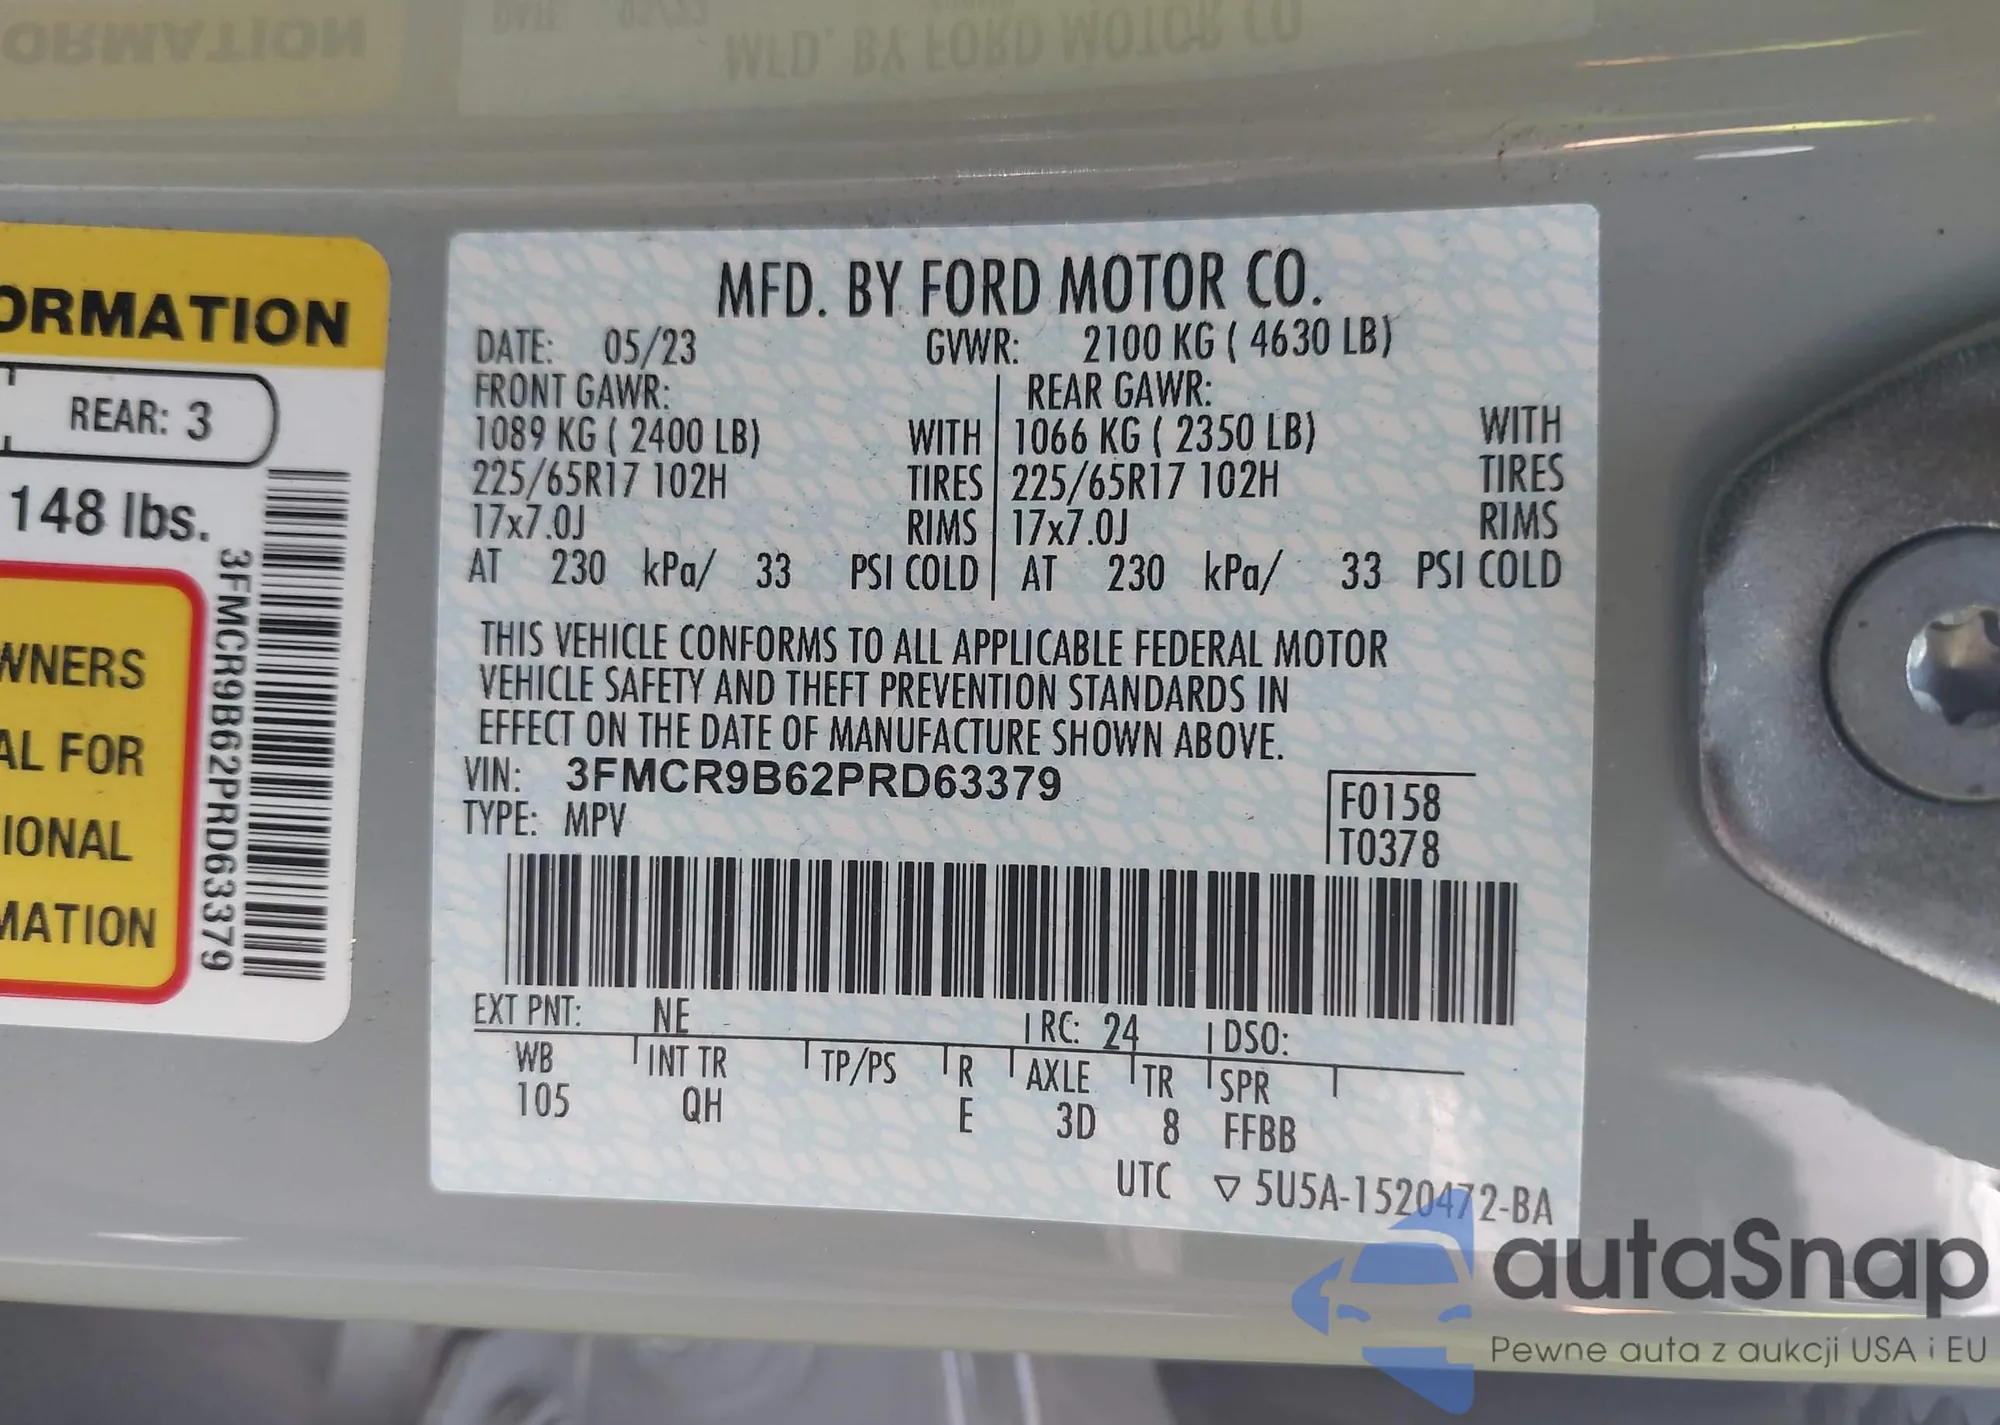 MFD. BY FORD MOTOR CO.
DATE: 05/23 GVWR: 2100 KG ( 4630 LB)
FRONT GAWR: REAR GAWR:
1089 KG ( 2400 LB) WITH 1066 KG ( 2350 LB) WITH
225/65R17 102H TIRES 225/65R17 102H TIRES
17x7.0J RIMS 17x7.0J RIMS
AT 230 kPa/ 33 PSI COLD AT 230 kPa/ 33 PSI COLD
THIS VEHICLE CONFORMS TO ALL APPLICABLE FEDERAL MOTOR
VEHICLE SAFETY AND THEFT PREVENTION STANDARDS IN
EFFECT ON THE DATE OF MANUFACTURE SHOWN ABOVE.
VIN: 3FMCR9B62PRD63379
TYPE: MPV
F0158
T0378
EXT PNT: NE RC: 24 DSO:
WB INT TR TP/PS R AXLE TR SPR
105 QH E 3D 8 FFBB
UTC ▽ 5U5A-1520472-BA
ORMATION
REAR: 3
148 lbs.
3FMCR9B62PRD63379
WNERS
AL FOR
IONAL
MATION
autaSnap
Pewne auta z aukcji USA i EU